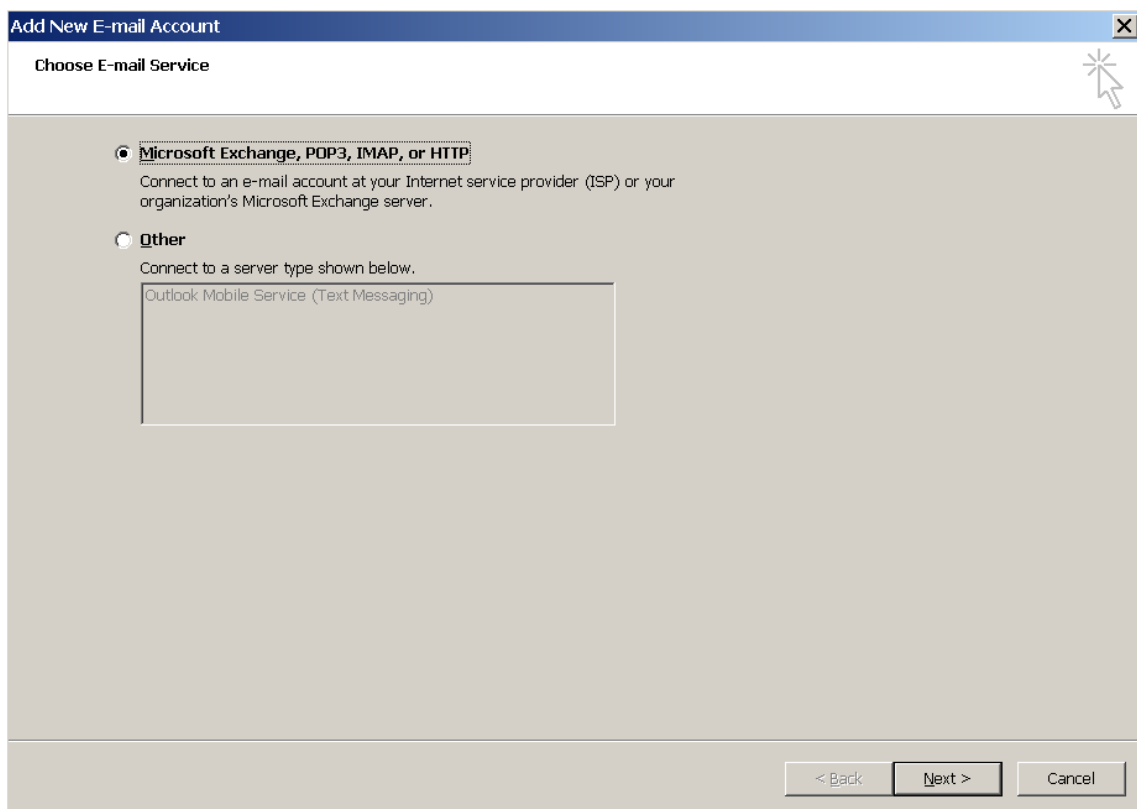 Add New E-mail Account
Choose E-mail Service
Microsoft Exchange, POP3, IMAP, or HTTP
Connect to an e-mail account at your Internet service provider (ISP) or your
organization's Microsoft Exchange server.
Other
Connect to a server type shown below.
Outlook Mobile Service (Text Messaging)
< Back Next > Cancel